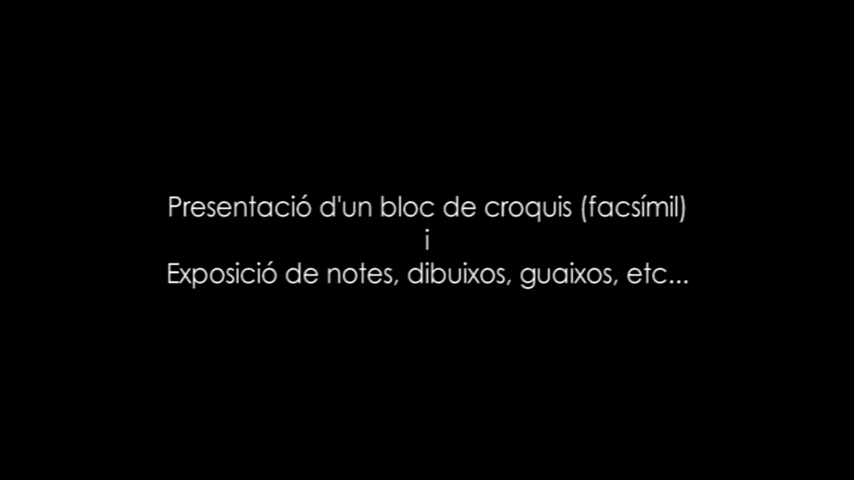 Presentació d'un bloc de croquis (facsímil)
i
Exposició de notes, dibuixos, guaixos, etc...